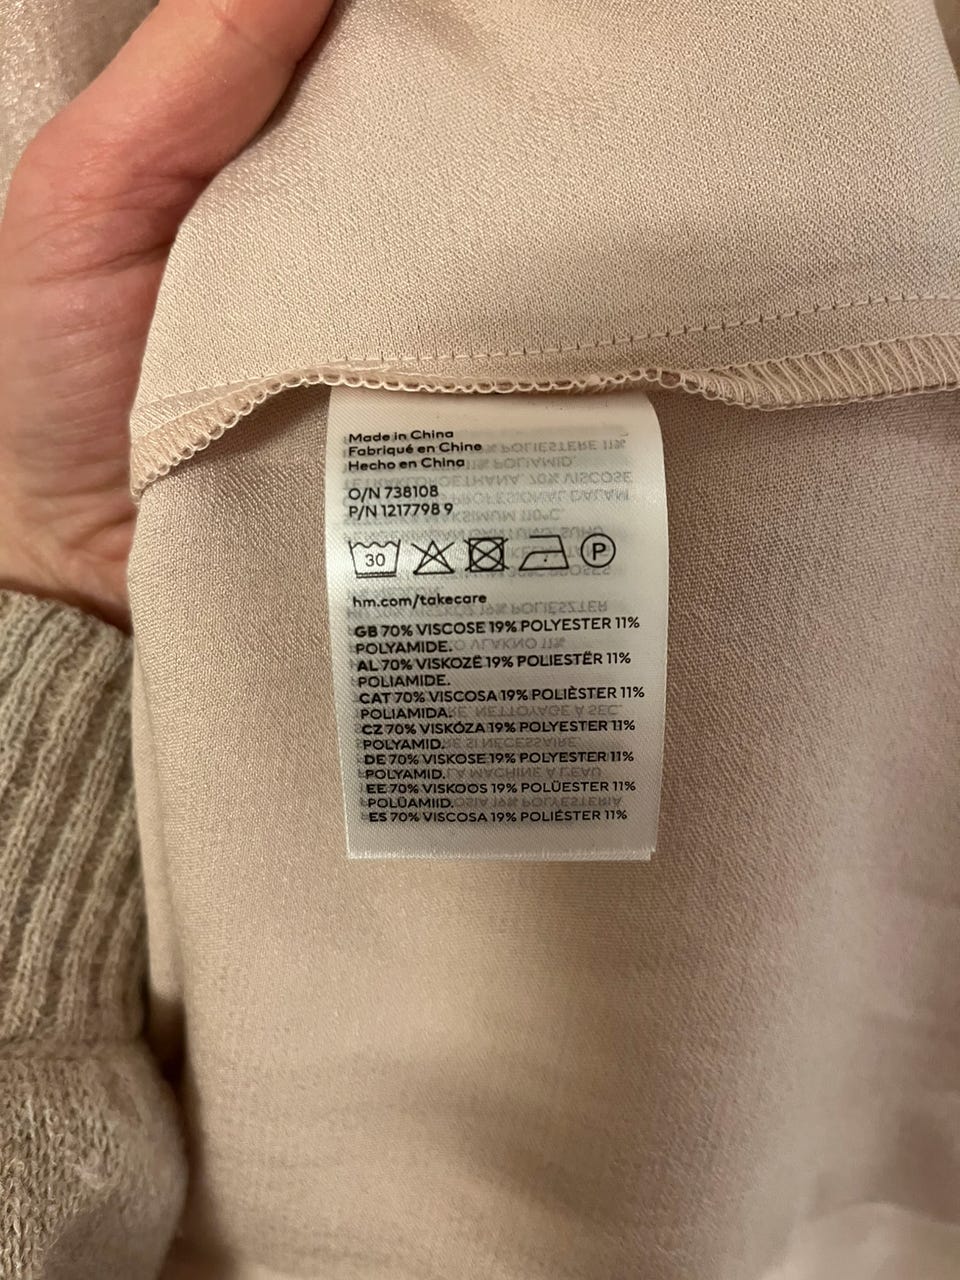 Made in China
Fabriqué en Chine
Hecho en China
O/N 738108
P/N 1217798 9
30
P
hm.com/takecare
GB 70% VISCOSE 19% POLYESTER 11%
POLYAMIDE.
AL 70% VISKOZË 19% POLIESTËR 11%
POLIAMIDE.
CAT 70% VISCOSA 19% POLIÈSTER 11%
POLIAMIDA.
CZ 70% VISKÓZA 19% POLYESTER 11%
POLYAMID.
DE 70% VISKOSE 19% POLYESTER 11%
POLYAMID.
EE 70% VISKOOS 19% POLÜESTER 11%
POLÜAMIID.
ES 70% VISCOSA 19% POLIÉSTER 11%